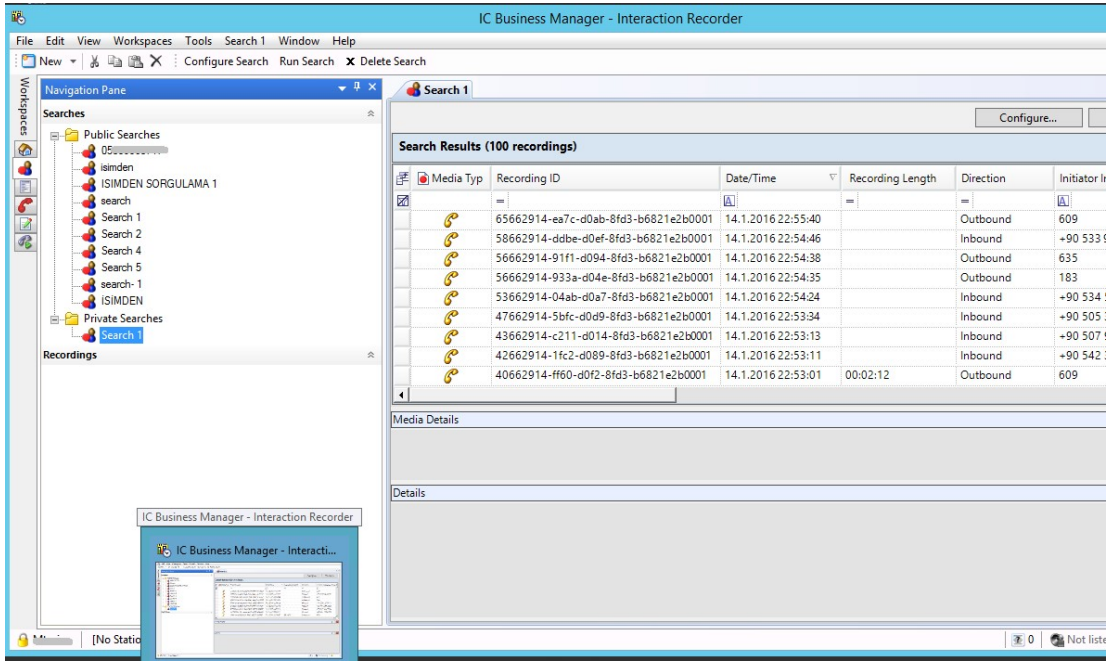 IC Business Manager - Interaction Recorder
File Edit View Workspaces Tools Search 1 Window Help
New Configure Search Run Search X Delete Search
Workspaces
Navigation Pane
Searches
Public Searches
isimden
ISIMDEN SORGULAMA 1
search
Search 1
Search 2
Search 4
Search 5
search- 1
İSİMDEN
Private Searches
Search 1
Recordings
Search 1
Configure...
Search Results (100 recordings)
Media Typ Recording ID Date/Time Recording Length Direction Initiator
= A = = A
65662914-ea7c-d0ab-8fd3-b6821e2b0001 14.1.2016 22:55:40 Outbound 609
58662914-ddbe-d0ef-8fd3-b6821e2b0001 14.1.2016 22:54:46 Inbound +90 533 9
56662914-91f1-d094-8fd3-b6821e2b0001 14.1.2016 22:54:38 Outbound 635
56662914-933a-d04e-8fd3-b6821e2b0001 14.1.2016 22:54:35 Outbound 183
53662914-04ab-d0a7-8fd3-b6821e2b0001 14.1.2016 22:54:24 Inbound +90 534
47662914-5bfc-d0d9-8fd3-b6821e2b0001 14.1.2016 22:53:34 Inbound +90 505
43662914-c211-d014-8fd3-b6821e2b0001 14.1.2016 22:53:13 Inbound +90 507 9
42662914-1fc2-d089-8fd3-b6821e2b0001 14.1.2016 22:53:11 Inbound +90 542
40662914-ff60-d0f2-8fd3-b6821e2b0001 14.1.2016 22:53:01 00:02:12 Outbound 609
Media Details
Details
IC Business Manager - Interaction Recorder
IC Business Manager - Interacti...
[No Statio
0 Not liste